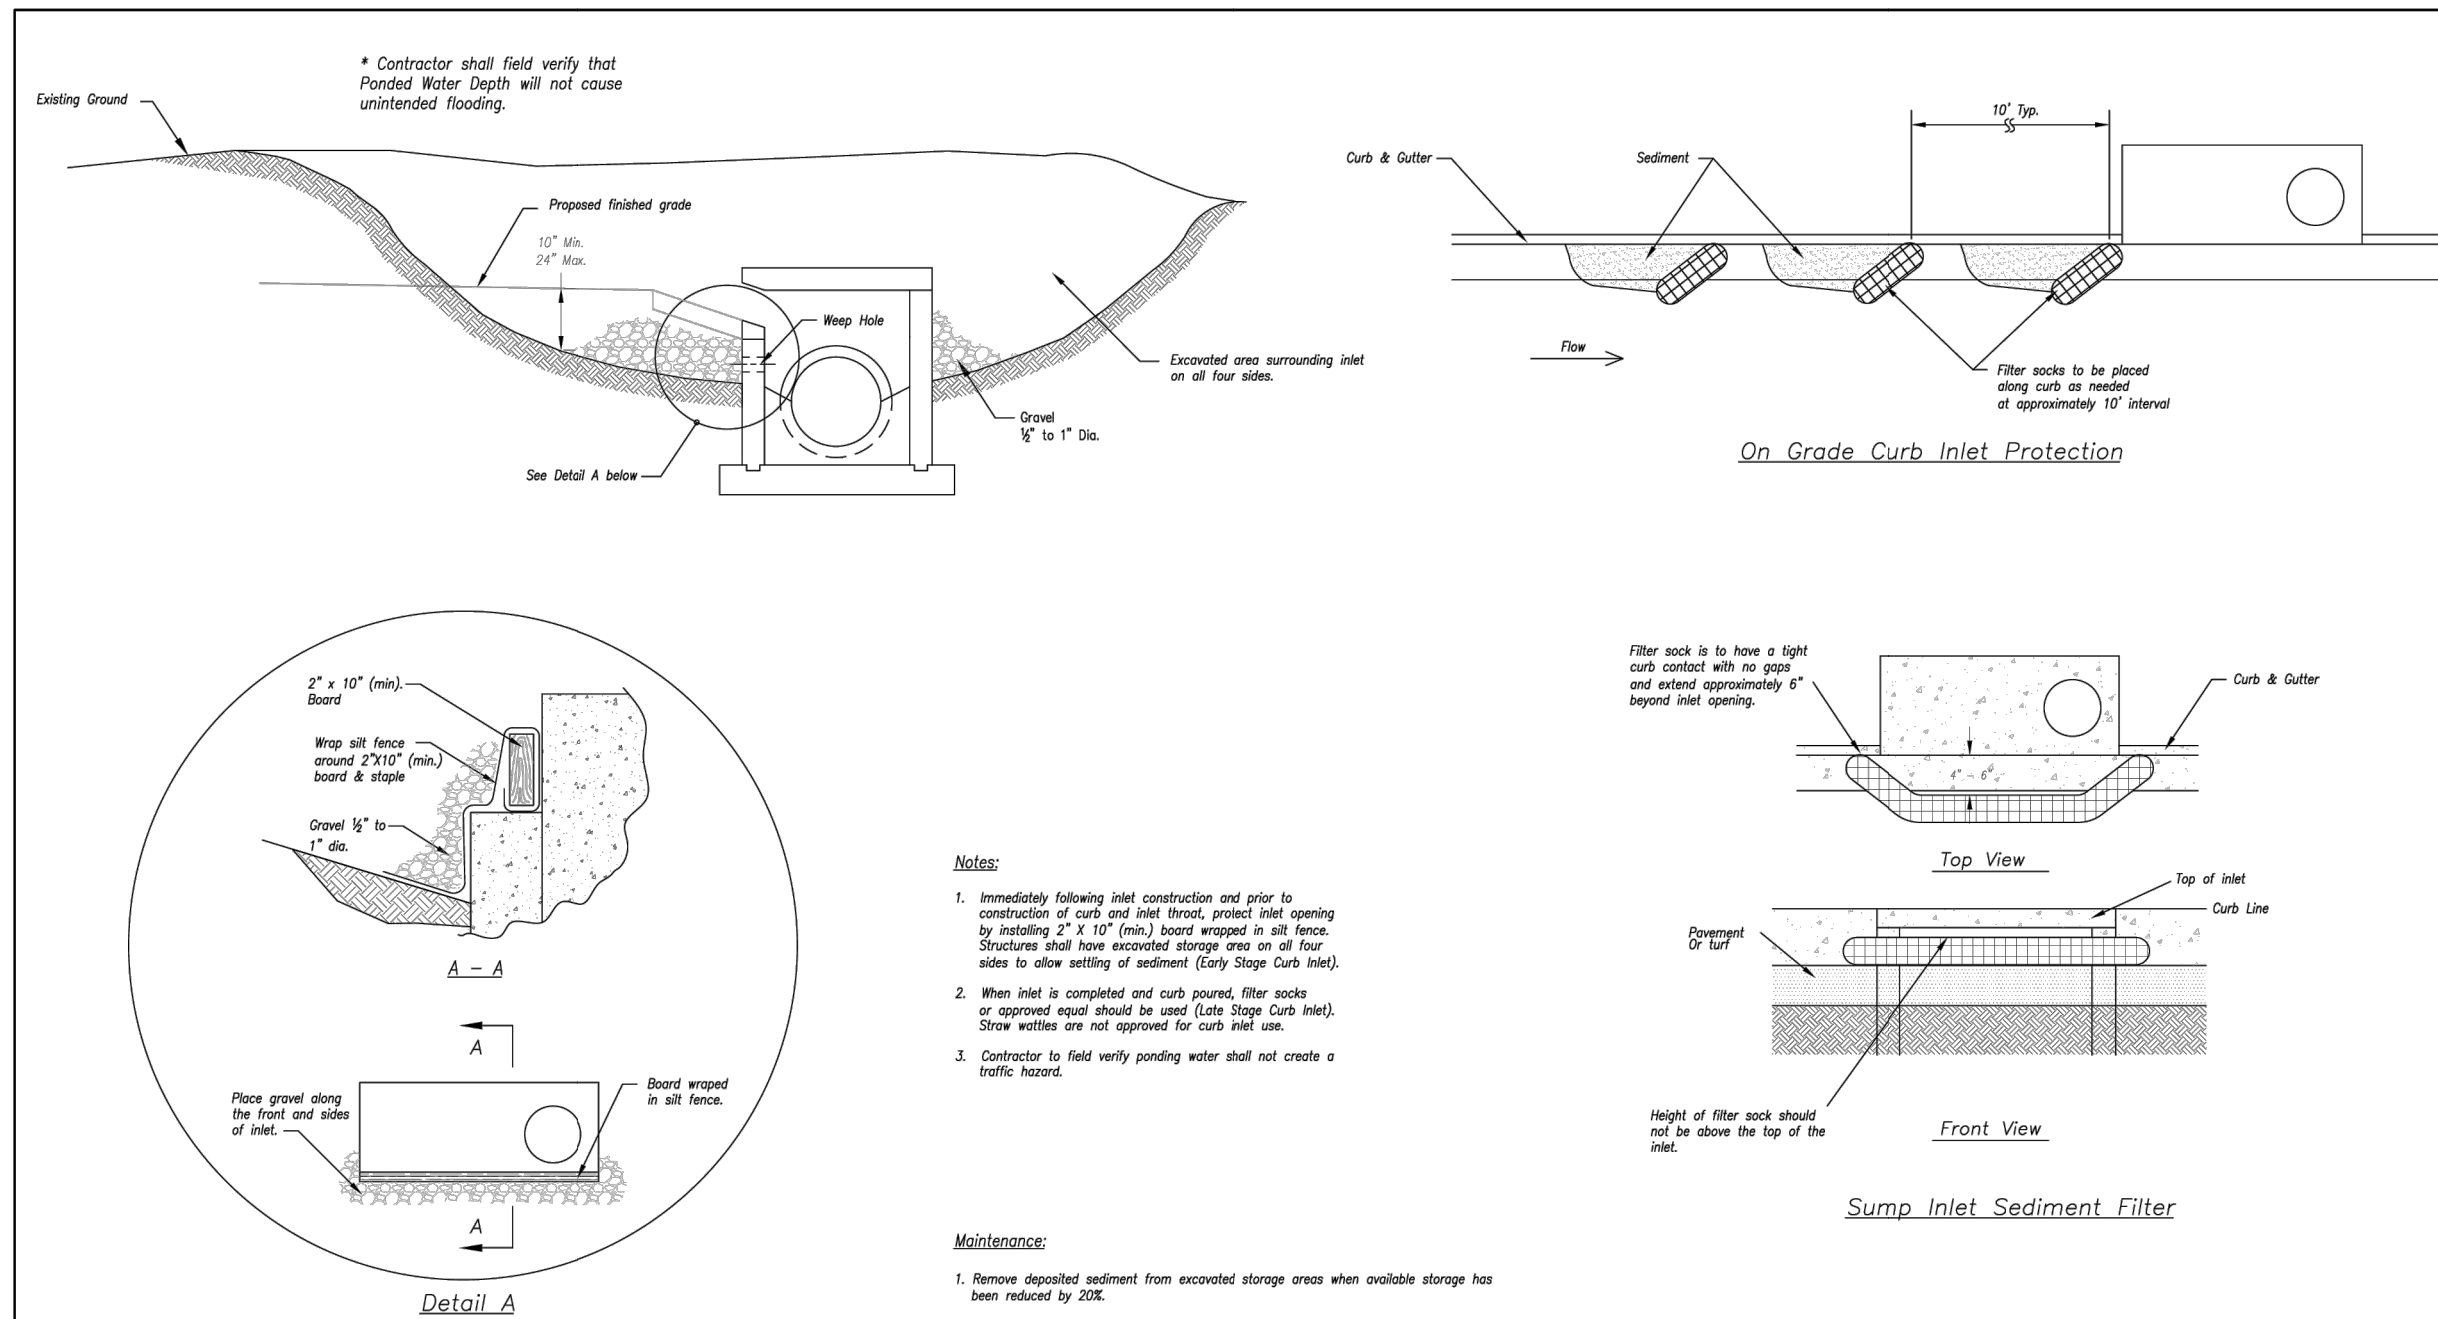 * Contractor shall field verify that
Ponded Water Depth will not cause
unintended flooding.
Existing Ground
Proposed finished grade
10" Min.
24" Max.
Weep Hole
Excavated area surrounding inlet
on all four sides.
Gravel
½" to 1" Dia.
See Detail A below
10' Typ.
Curb & Gutter
Sediment
Flow
Filter socks to be placed
along curb as needed
at approximately 10' interval
On Grade Curb Inlet Protection
2" x 10" (min).
Board
Wrap silt fence
around 2"X10" (min.)
board & staple
Gravel ½" to
1" dia.
A - A
A
Place gravel along
the front and sides
of inlet.
Board wraped
in silt fence.
A
Detail A
Notes:
1. Immediately following inlet construction and prior to
construction of curb and inlet throat, protect inlet opening
by installing 2" X 10" (min.) board wrapped in silt fence.
Structures shall have excavated storage area on all four
sides to allow settling of sediment (Early Stage Curb Inlet).
2. When inlet is completed and curb poured, filter socks
or approved equal should be used (Late Stage Curb Inlet).
Straw wattles are not approved for curb inlet use.
3. Contractor to field verify ponding water shall not create a
traffic hazard.
Maintenance:
1. Remove deposited sediment from excavated storage areas when available storage has
been reduced by 20%.
Filter sock is to have a tight
curb contact with no gaps
and extend approximately 6"
beyond inlet opening.
Curb & Gutter
4" - 6"
Top View
Top of inlet
Curb Line
Pavement
Or turf
Height of filter sock should
not be above the top of the
inlet.
Front View
Sump Inlet Sediment Filter